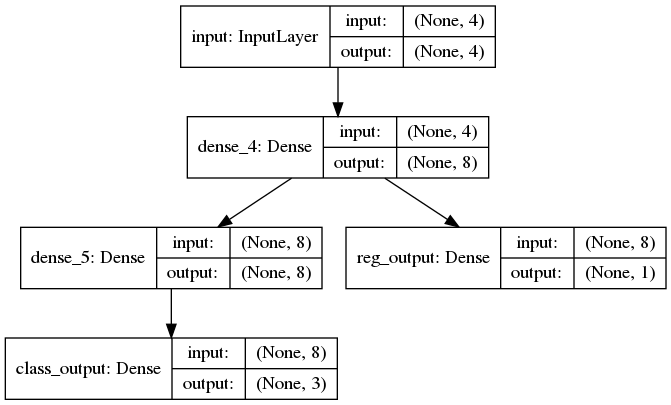 input: InputLayer
input: (None, 4)
output: (None, 4)
dense_4: Dense
input: (None, 4)
output: (None, 8)
dense_5: Dense
input: (None, 8)
output: (None, 8)
reg_output: Dense
input: (None, 8)
output: (None, 1)
class_output: Dense
input: (None, 8)
output: (None, 3)